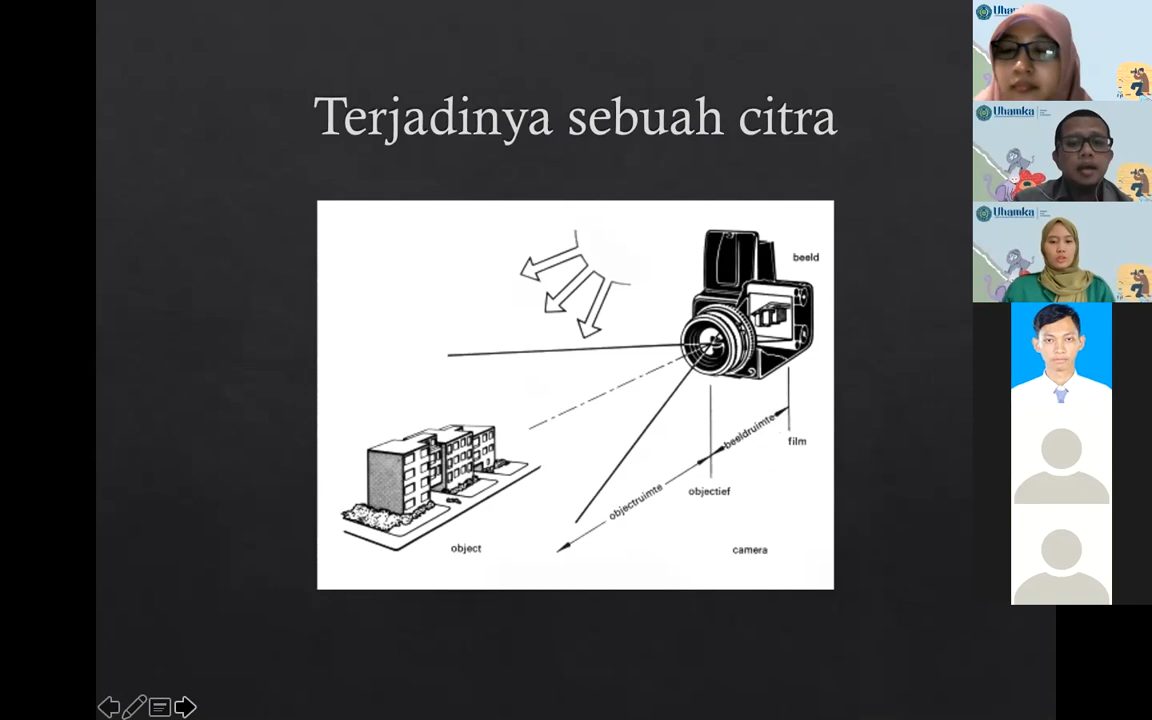 Terjadinya sebuah citra
beeld
film
beeldruimte
objectief
objectruimte
object
camera
Uhamka
Uhamka
Uhamka